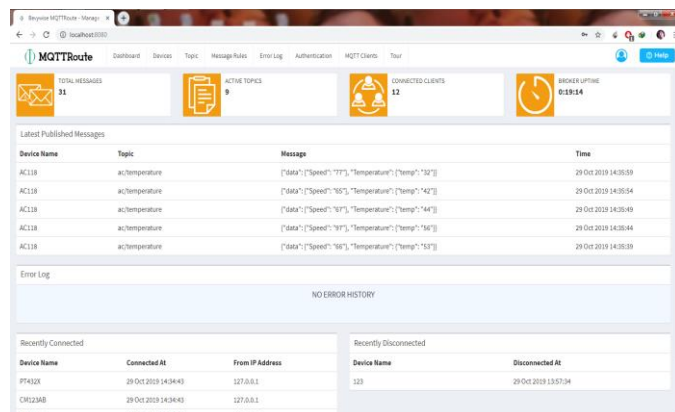 Bevywise MQTTRoute - Manage
localhost:8080
MQTTRoute
Dashboard Devices Topic Message Rules Error Log Authentication MQTT Clients Tour
Help
TOTAL MESSAGES
31
ACTIVE TOPICS
9
CONNECTED CLIENTS
12
BROKER UPTIME
0:19:14
Latest Published Messages
Device Name Topic Message Time
AC118 ac/temperature {"data": {"Speed": "77"}, "Temperature": {"temp": "32"}} 29 Oct 2019 14:35:59
AC118 ac/temperature {"data": {"Speed": "65"}, "Temperature": {"temp": "42"}} 29 Oct 2019 14:35:54
AC118 ac/temperature {"data": {"Speed": "67"}, "Temperature": {"temp": "44"}} 29 Oct 2019 14:35:49
AC118 ac/temperature {"data": {"Speed": "97"}, "Temperature": {"temp": "56"}} 29 Oct 2019 14:35:44
AC118 ac/temperature {"data": {"Speed": "66"}, "Temperature": {"temp": "53"}} 29 Oct 2019 14:35:39
Error Log
NO ERROR HISTORY
Recently Connected
Device Name Connected At From IP Address
PT432X 29 Oct 2019 14:34:43 127.0.0.1
CM123AB 29 Oct 2019 14:34:43 127.0.0.1
Recently Disconnected
Device Name Disconnected At
123 29 Oct 2019 13:57:34